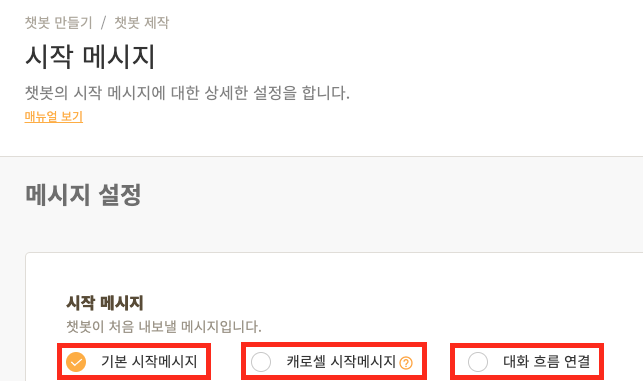 챗봇 만들기 / 챗봇 제작
시작 메시지
챗봇의 시작 메시지에 대한 상세한 설정을 합니다.
매뉴얼 보기
메시지 설정
시작 메시지
챗봇이 처음 내보낼 메시지입니다.
기본 시작메시지 캐로셀 시작메시지 ? 대화 흐름 연결